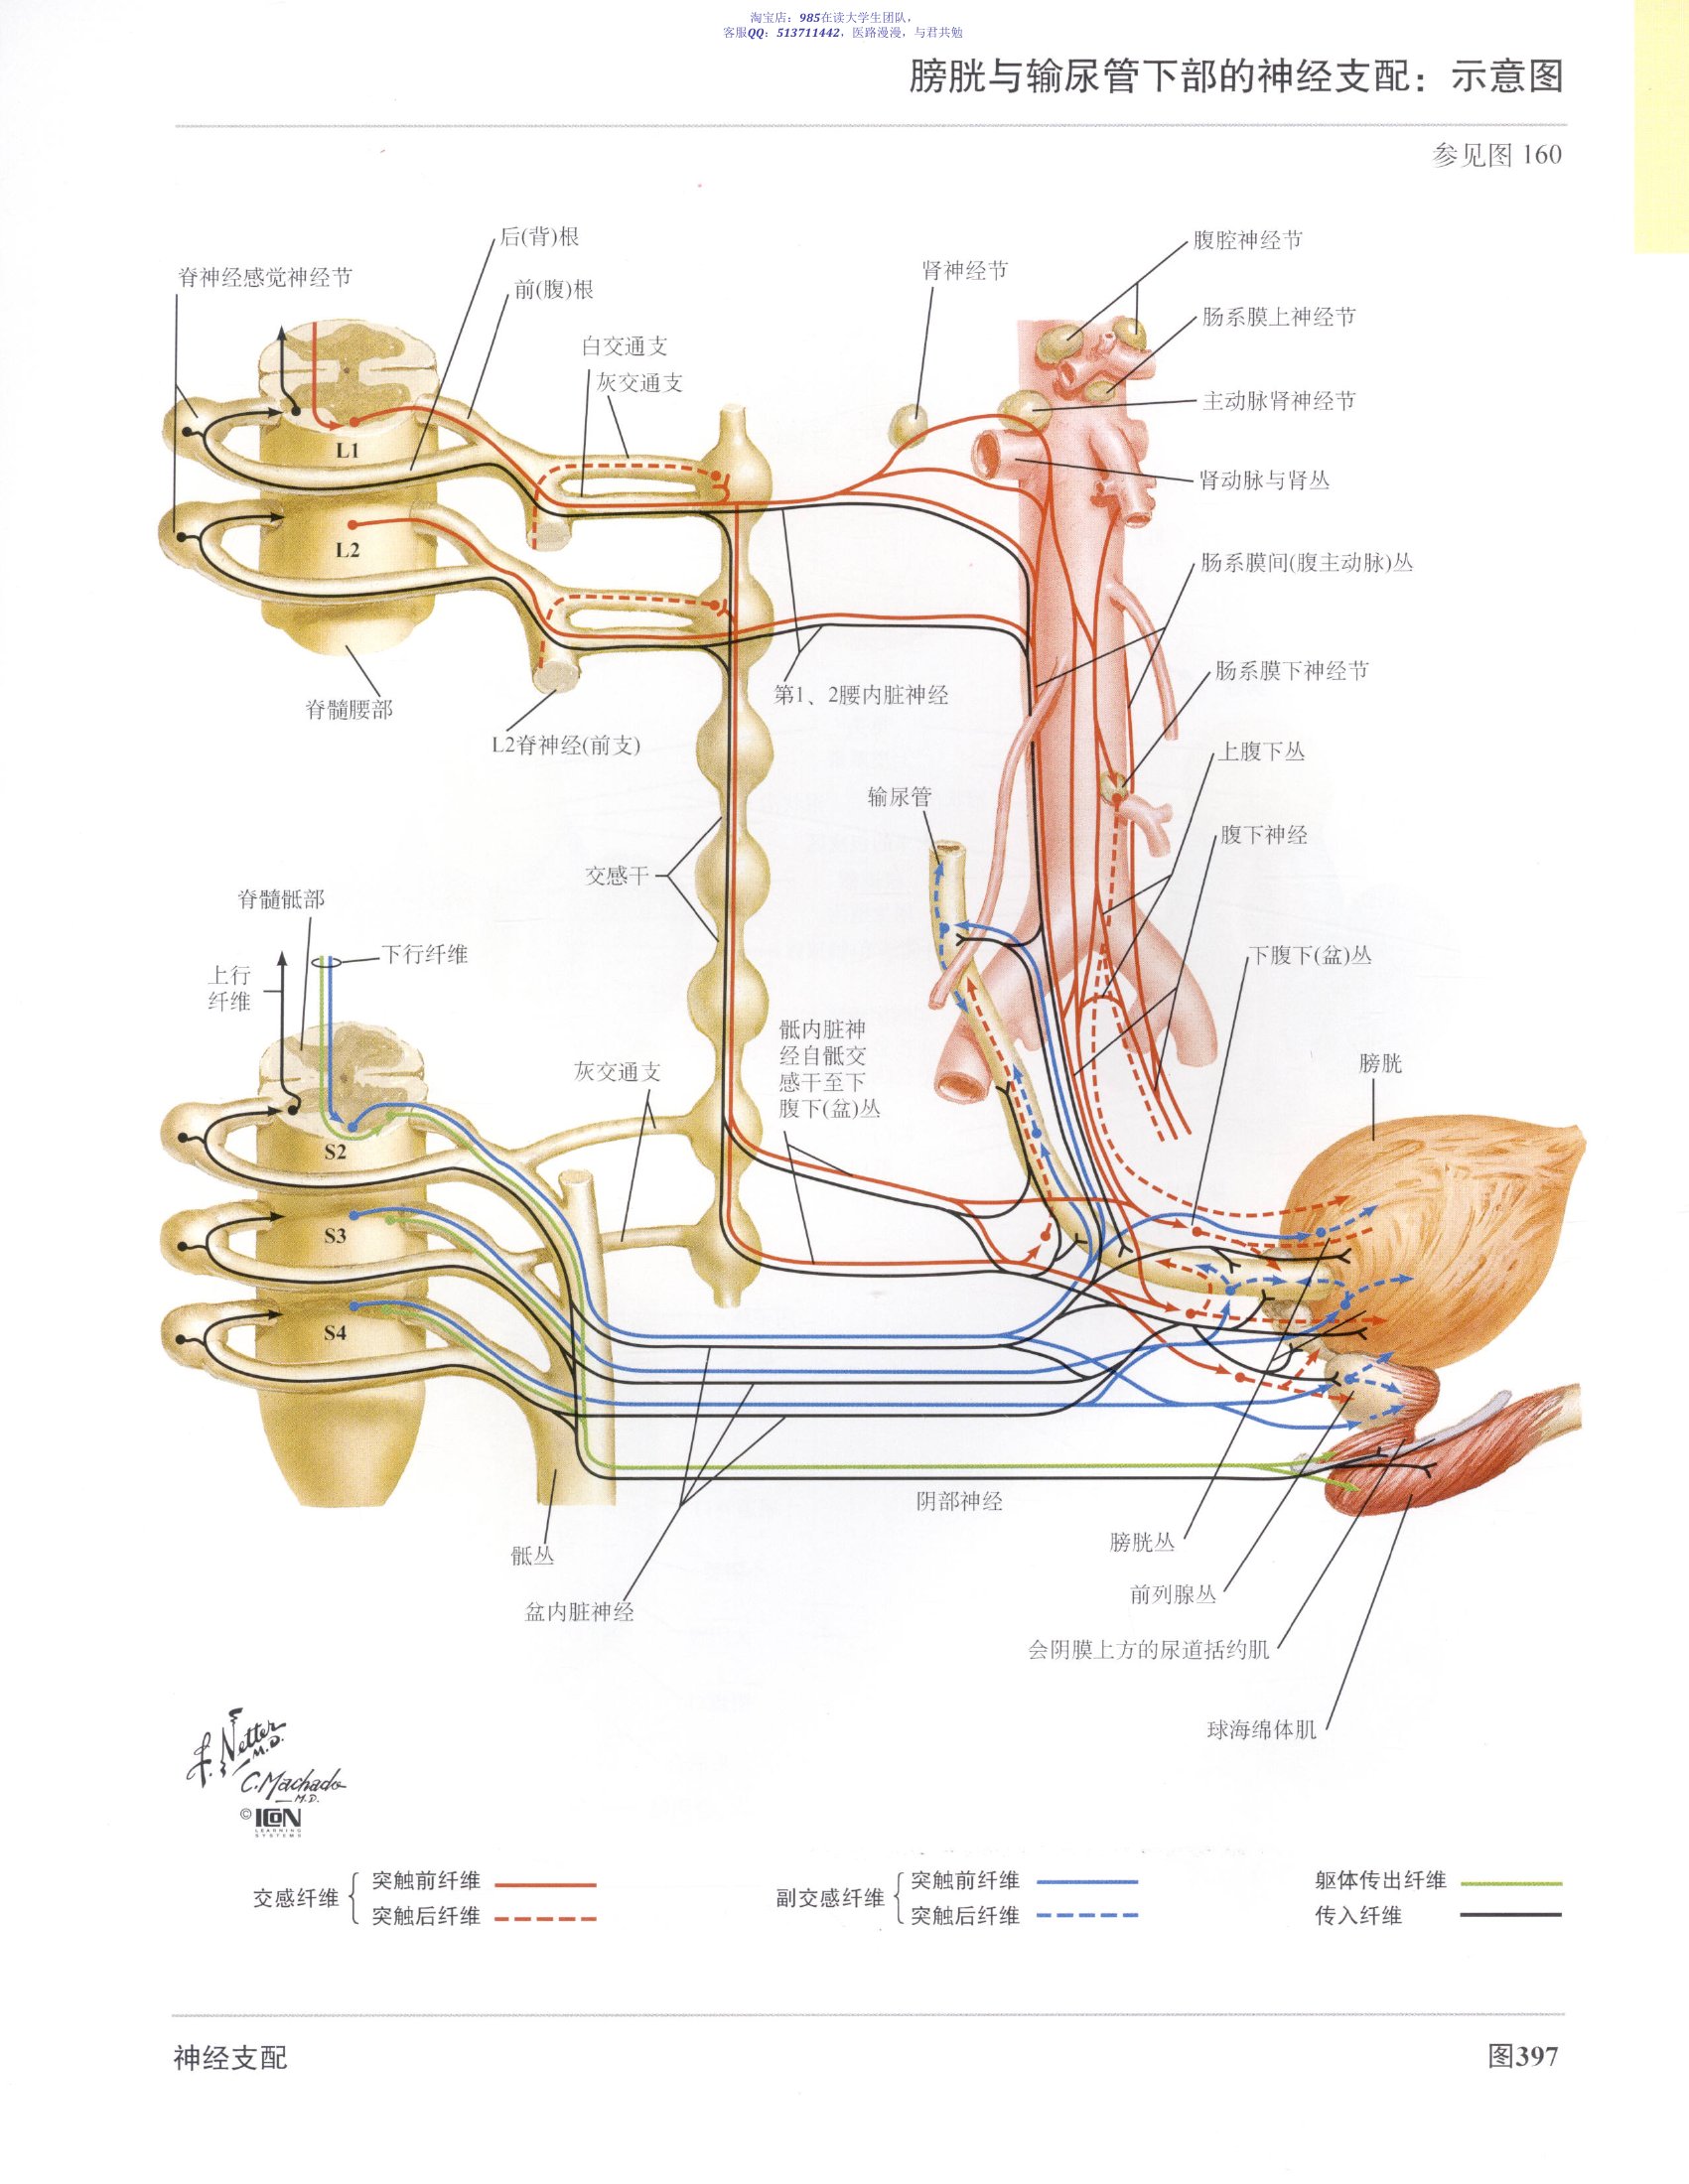 淘宝店：985在读大学生团队，
客服QQ：513711442，医路漫漫，与君共勉
膀胱与输尿管下部的神经支配：示意图
参见图 160
后(背)根
腹腔神经节
肾神经节
脊神经感觉神经节
前(腹)根
肠系膜上神经节
白交通支
灰交通支
主动脉肾神经节
L1
肾动脉与肾丛
L2
肠系膜间(腹主动脉)丛
肠系膜下神经节
第1、2腰内脏神经
脊髓腰部
L2脊神经(前支)
上腹下丛
输尿管
腹下神经
交感干
脊髓骶部
下行纤维
下腹下(盆)丛
上行
纤维
骶内脏神
经自骶交
感干至下
腹下(盆)丛
灰交通支
膀胱
S2
S3
S4
阴部神经
膀胱丛
骶丛
前列腺丛
盆内脏神经
会阴膜上方的尿道括约肌
球海绵体肌
F. Netter
M.D.
C. Machado
M.D.
© ICON
LEARNING
SYSTEMS
交感纤维
突触前纤维
突触后纤维
副交感纤维
突触前纤维
突触后纤维
躯体传出纤维
传入纤维
神经支配
图397